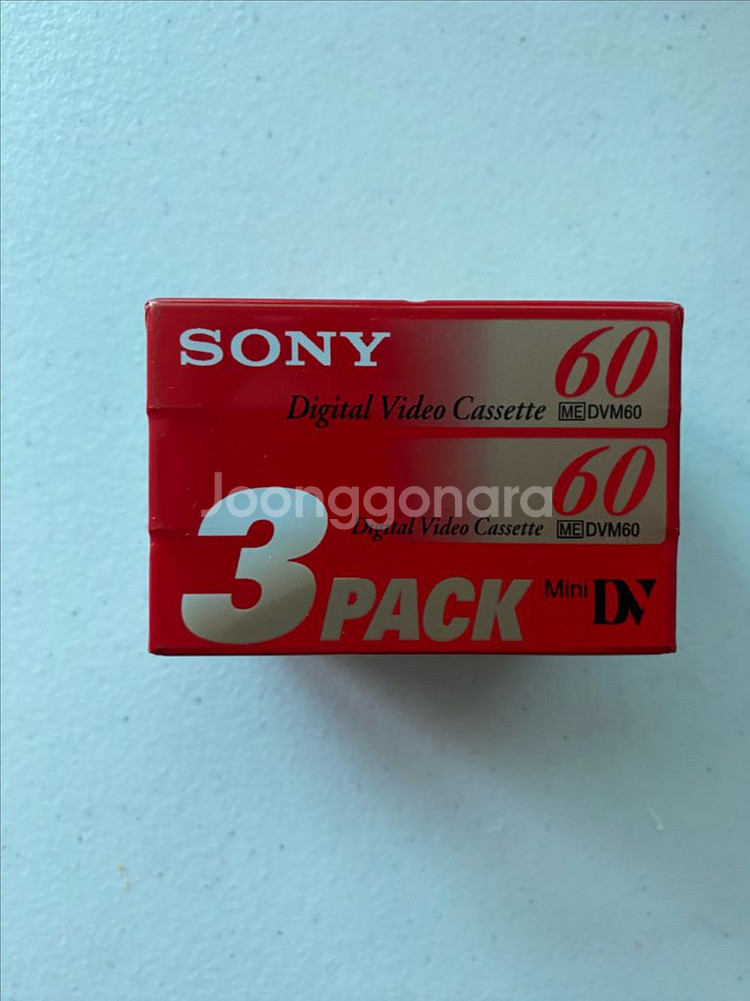 SONY
60
Digital Video Cassette
ME DVM60
Joonggonara
60
Digital Video Cassette
ME DVM60
3 PACK
Mini DV